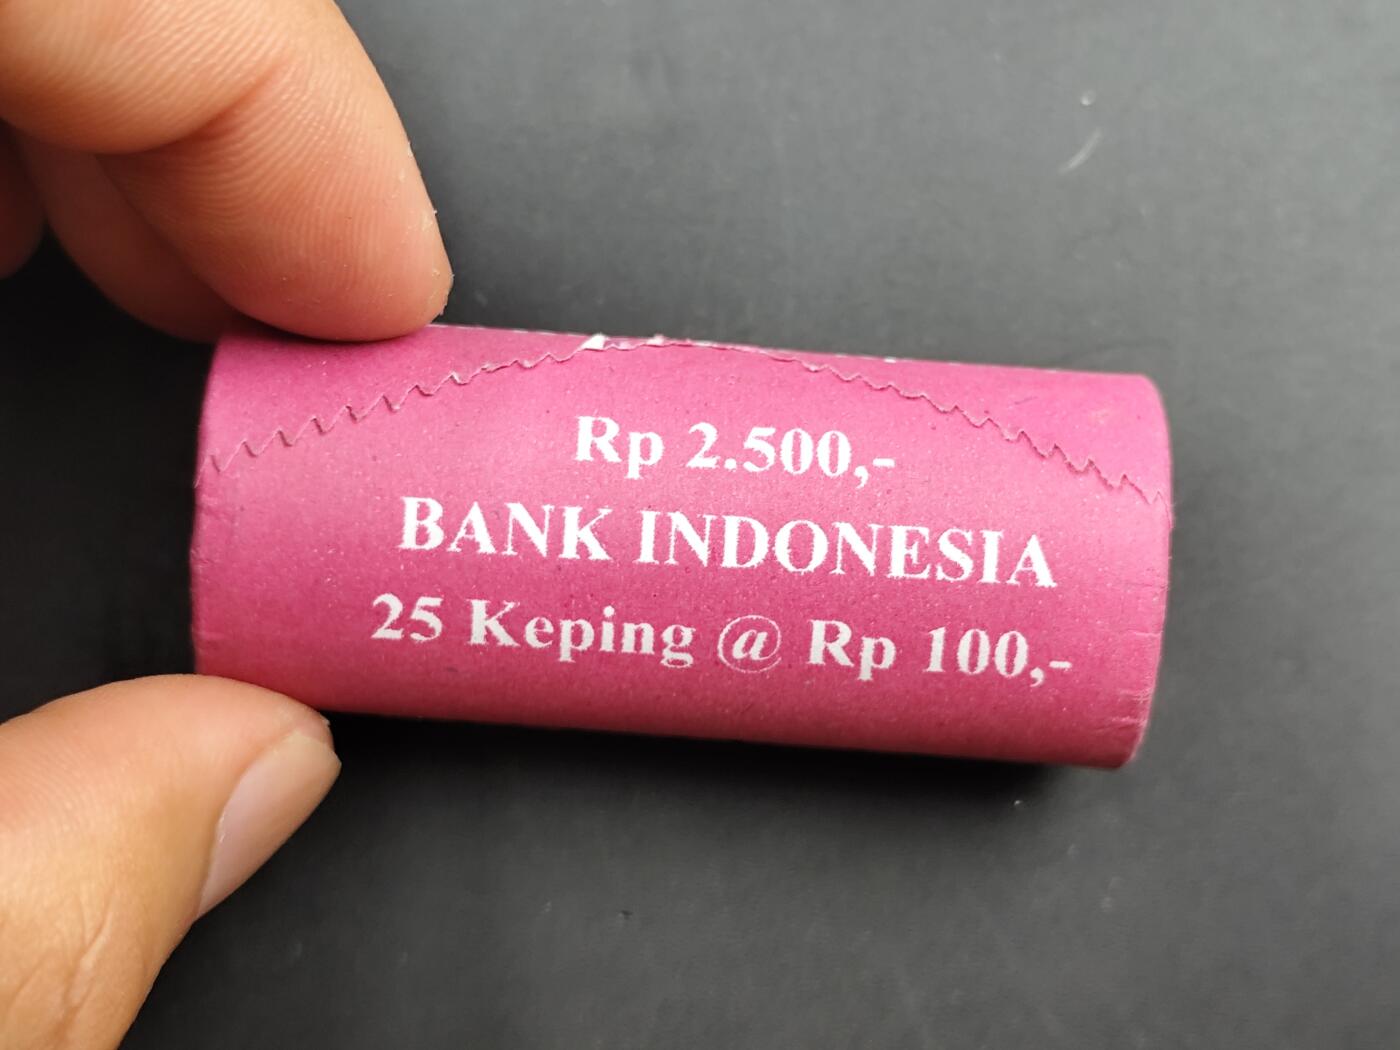 Rp 2.500,-
BANK INDONESIA
25 Keping @ Rp 100,-